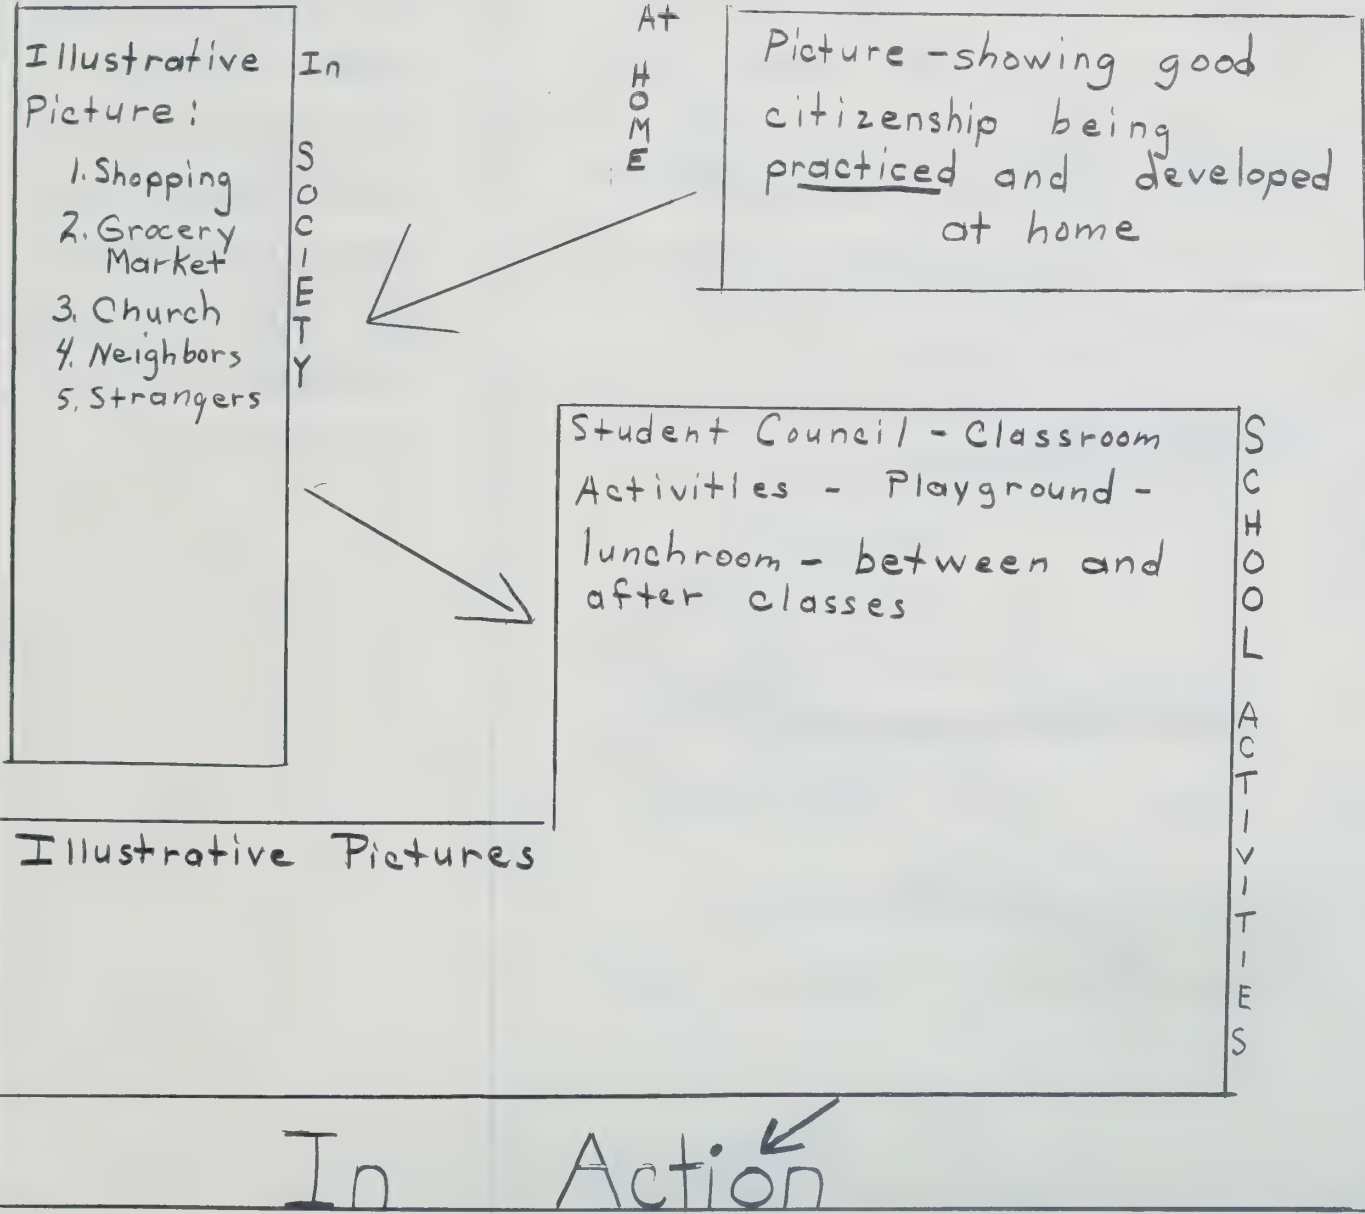 Illustrative
Picture:
1. Shopping
2. Grocery
Market
3. Church
4. Neighbors
5. Strangers
In
SOCIETY
At
HOME
Picture - showing good
citizenship being
practiced and developed
at home
Student Council - Classroom
Activities - Playground -
lunchroom - between and
after classes
SCHOOL ACTIVITIES
Illustrative Pictures
In Action